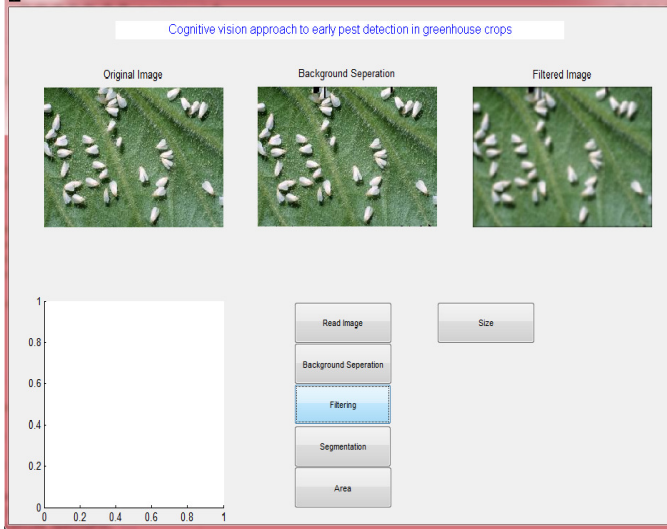 Cognitive vision approach to early pest detection in greenhouse crops
Original Image
Background Seperation
Filtered Image
1
0.8
0.6
0.4
0.2
0
0 0.2 0.4 0.6 0.8 1
Read Image
Size
Background Seperation
Filtering
Segmentation
Area